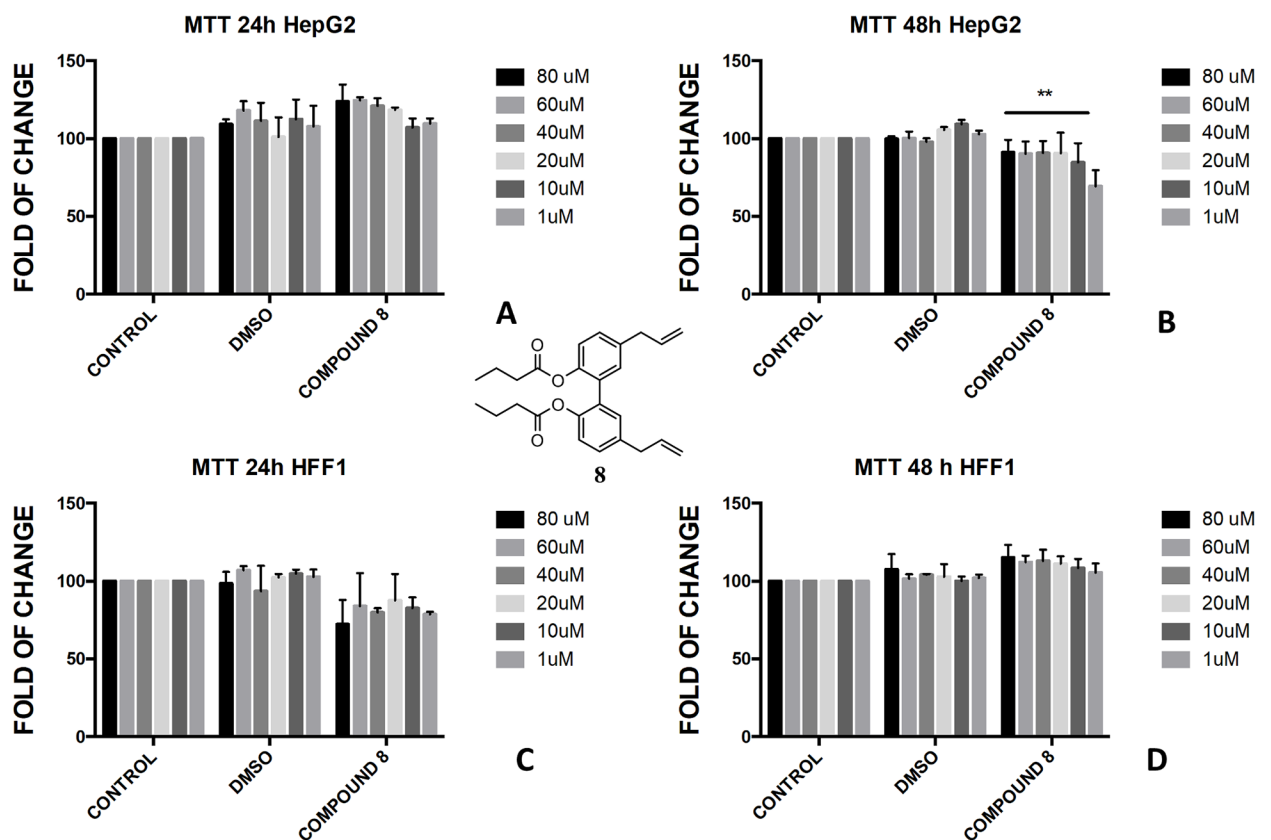 MTT 24h HepG2
FOLD OF CHANGE
150
100
50
0
CONTROL
DMSO
COMPOUND 8
80 uM
60uM
40uM
20uM
10uM
1uM
A
MTT 48h HepG2
FOLD OF CHANGE
150
100
50
0
**
CONTROL
DMSO
COMPOUND 8
80 uM
60uM
40uM
20uM
10uM
1uM
B
O
O
O
O
8
MTT 24h HFF1
FOLD OF CHANGE
150
100
50
0
CONTROL
DMSO
COMPOUND 8
80 uM
60uM
40uM
20uM
10uM
1uM
C
MTT 48 h HFF1
FOLD OF CHANGE
150
100
50
0
CONTROL
DMSO
COMPOUND 8
80 uM
60uM
40uM
20uM
10uM
1uM
D